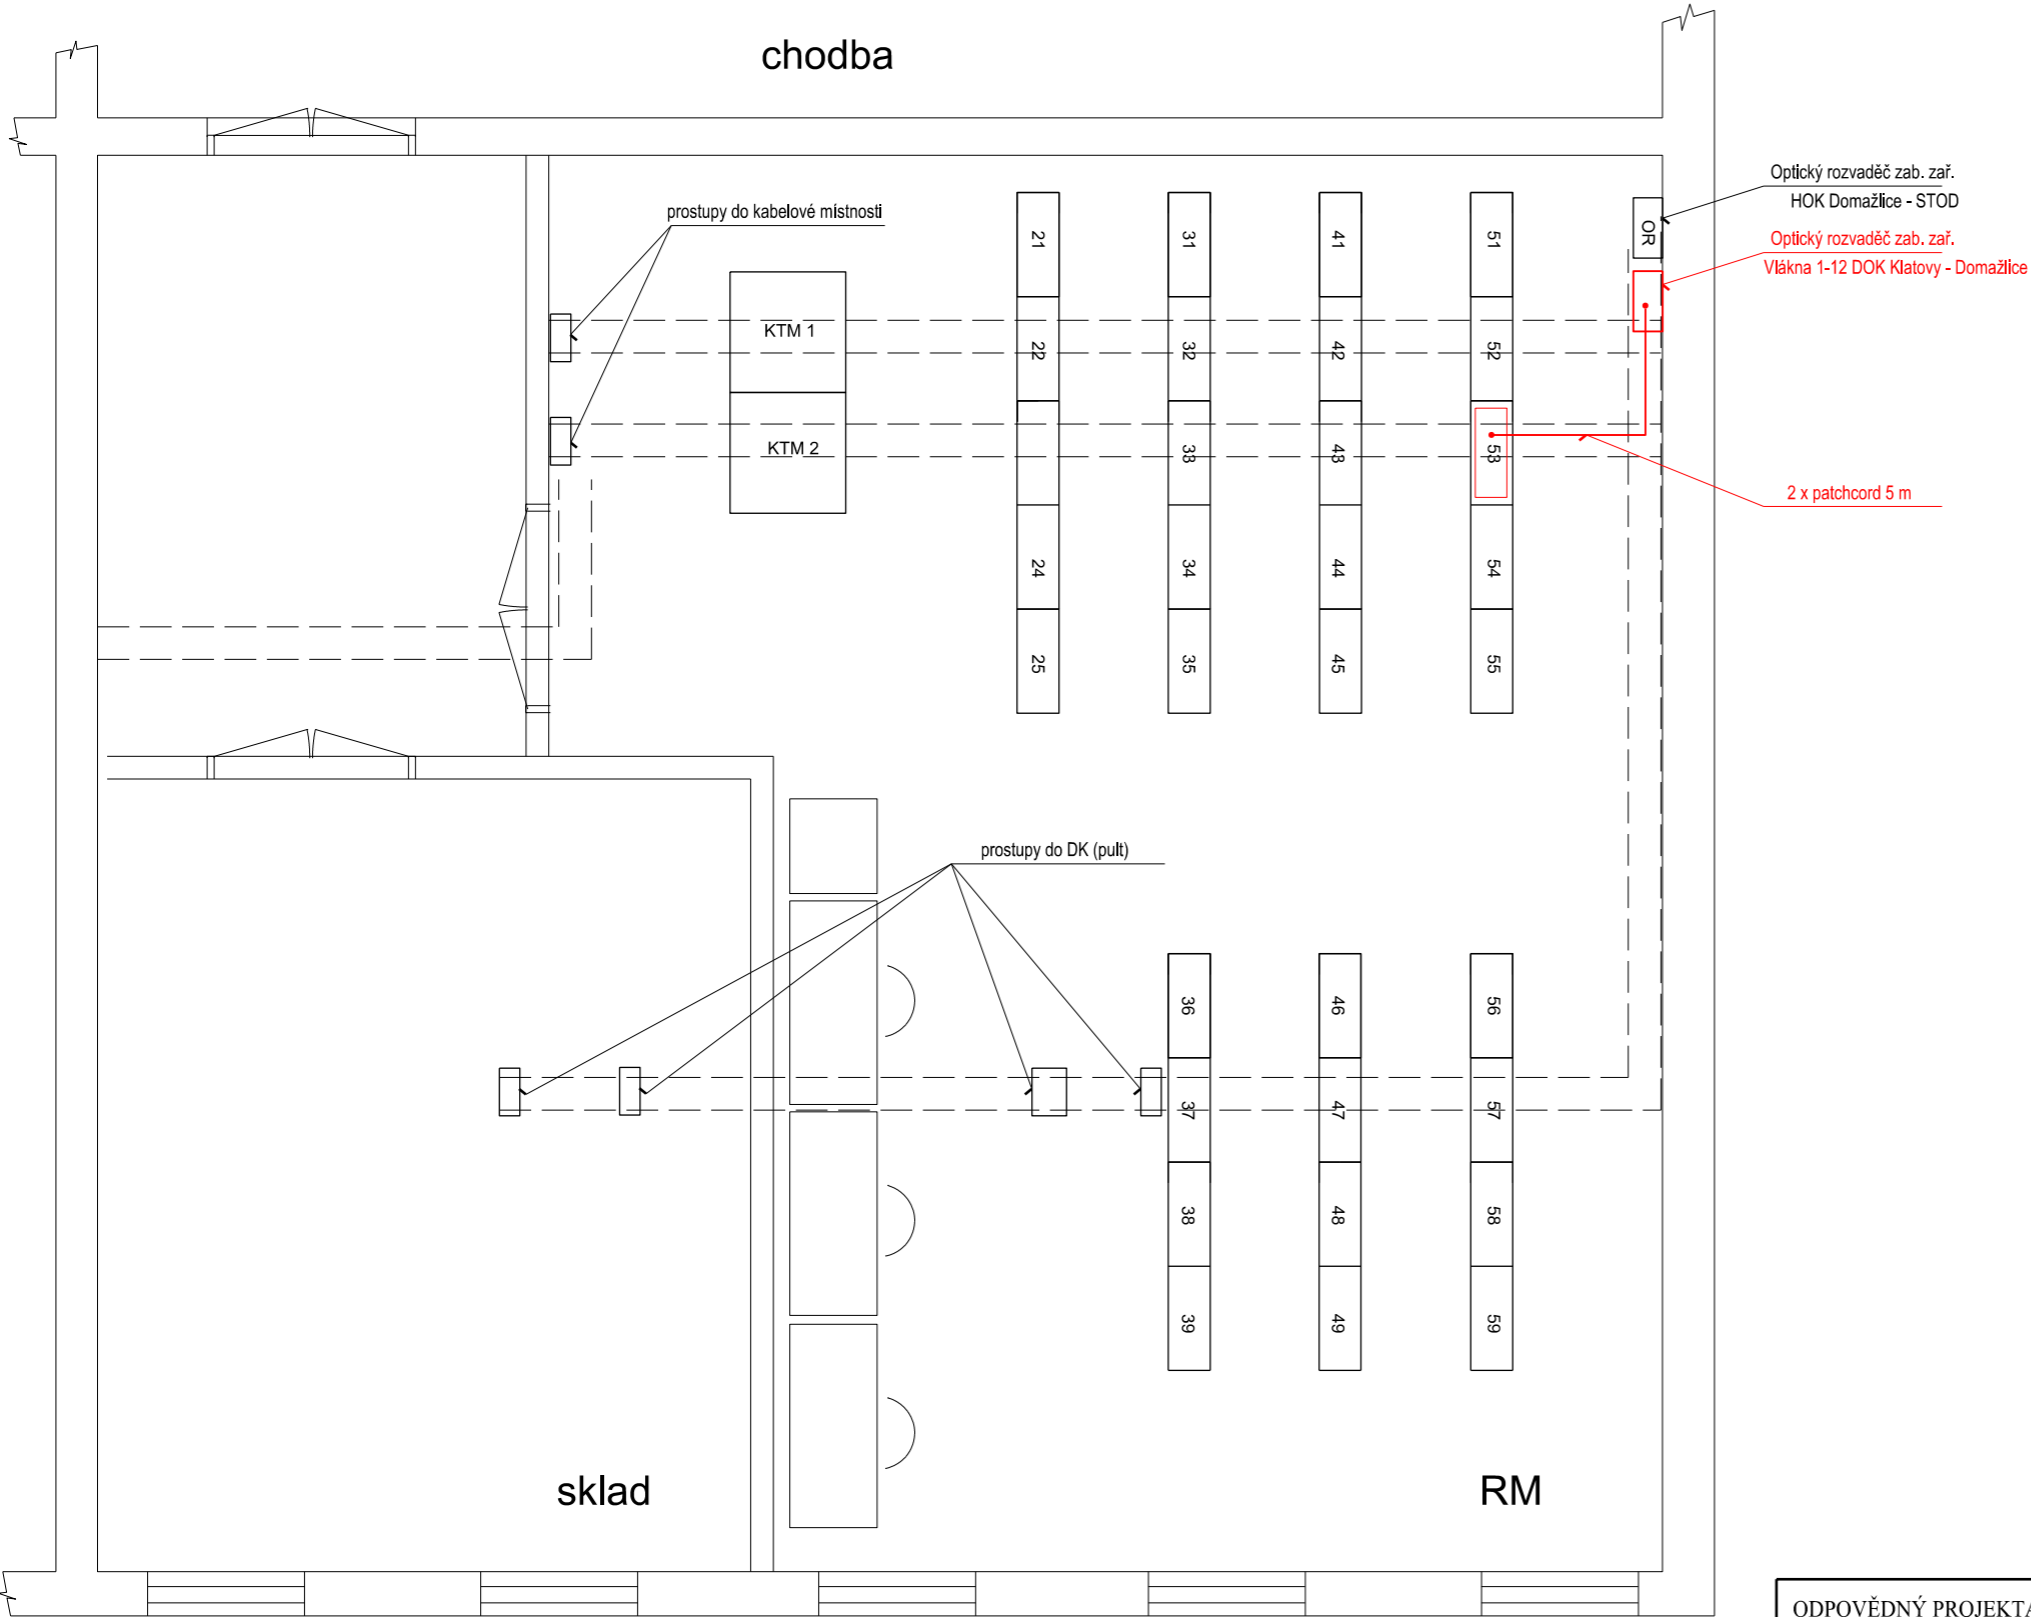 chodba
Optický rozvaděč zab. zař.
HOK Domažlice - STOD
prostupy do kabelové místnosti
Optický rozvaděč zab. zař.
Vlákna 1-12 DOK Klatovy - Domažlice
21
31
41
51
OR
KTM 1
22
32
42
52
KTM 2
33
43
53
2 x patchcord 5 m
24
34
44
54
25
35
45
55
prostupy do DK (pult)
36
46
56
37
47
57
38
48
58
39
49
59
sklad
RM
ODPOVĚDNÝ PROJEKTA